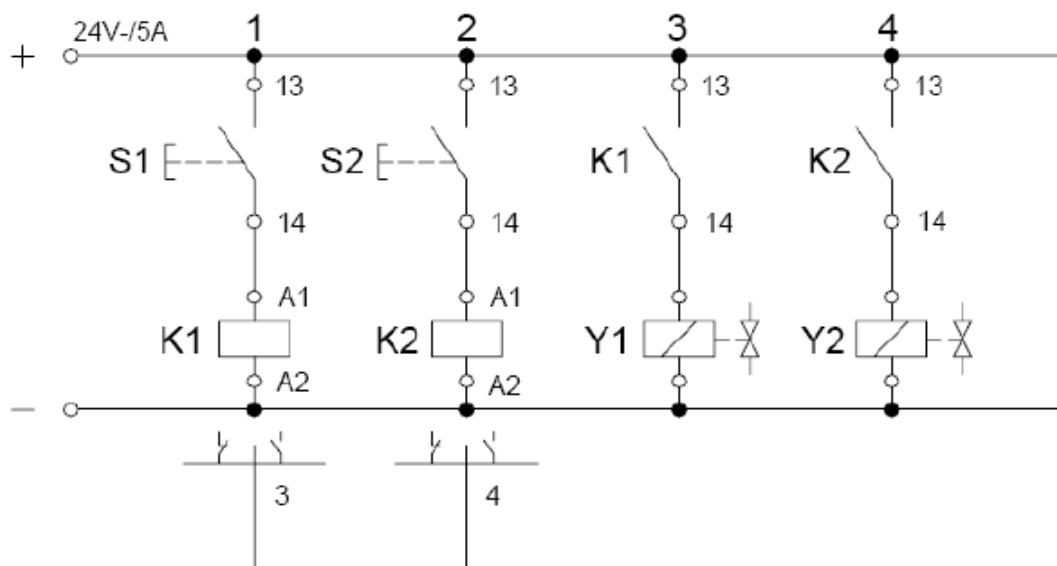 24V-/5A 1 2 3 4
+
13 13 13 13
S1 S2 K1 K2
14 14 14 14
A1 A1
K1 K2 Y1 Y2
A2 A2
−
3 4